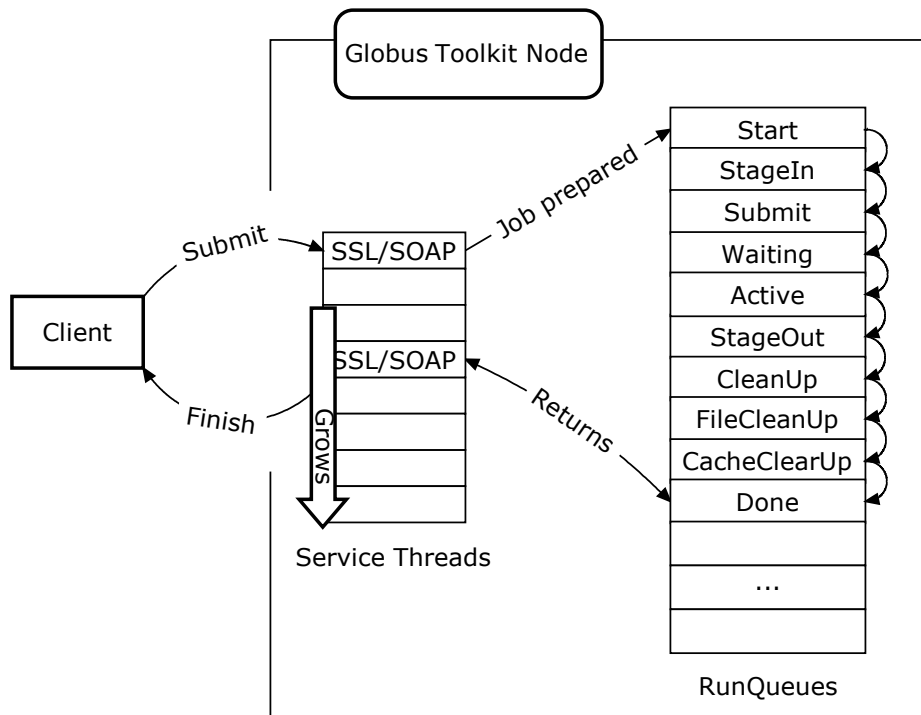 Globus Toolkit Node
Client
Submit
Finish
SSL/SOAP
SSL/SOAP
Grows
Service Threads
Job prepared
Returns
Start
StageIn
Submit
Waiting
Active
StageOut
CleanUp
FileCleanUp
CacheClearUp
Done
...
RunQueues